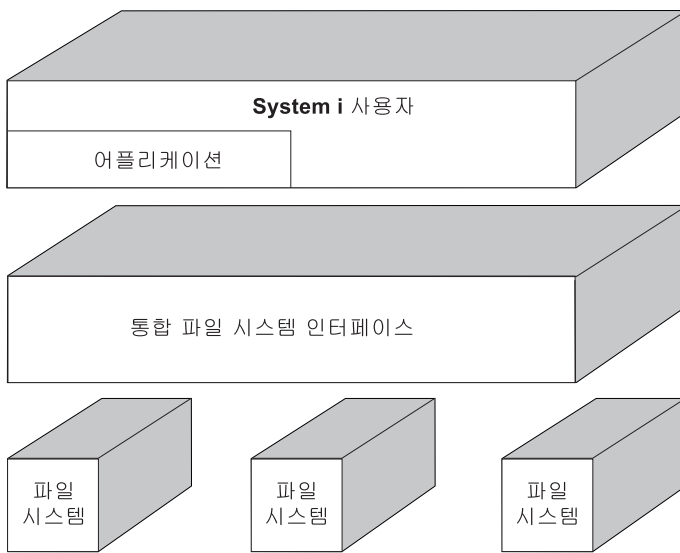 System i 사용자
어플리케이션
통합 파일 시스템 인터페이스
파일
시스템
파일
시스템
파일
시스템